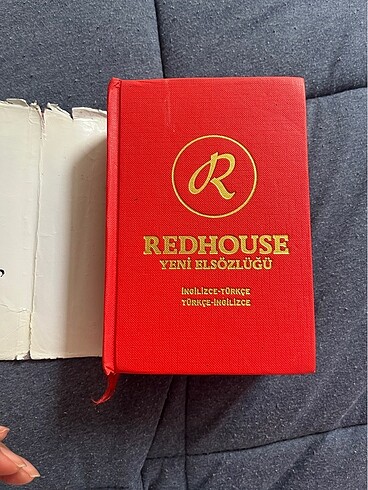 R
REDHOUSE
YENİ ELSÖZLÜĞÜ
İNGİLİZCE-TÜRKÇE
TÜRKÇE-İNGİLİZCE